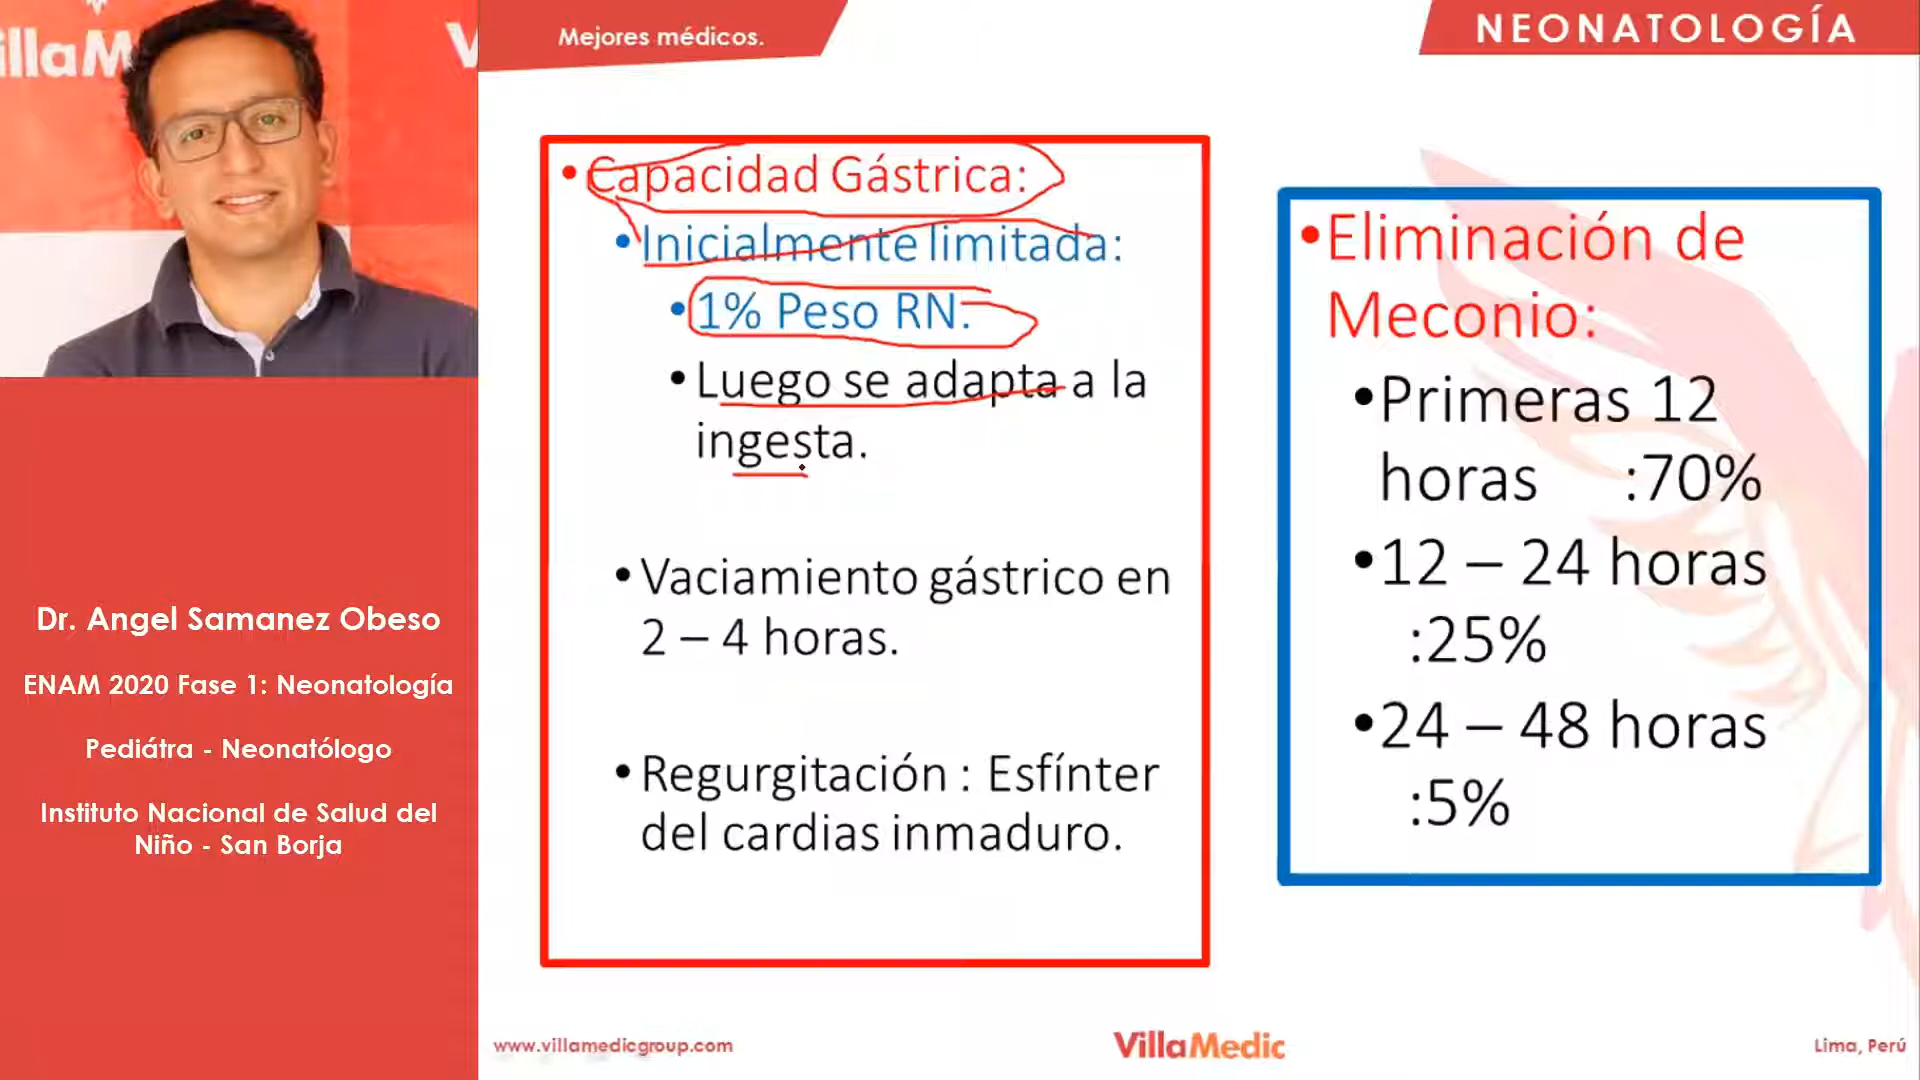 illaM
V
Mejores médicos.
NEONATOLOGÍA
• Capacidad Gástrica:
• Inicialmente limitada:
• 1% Peso RN.
• Luego se adapta a la
ingesta.
• Vaciamiento gástrico en
2 – 4 horas.
• Regurgitación : Esfínter
del cardias inmaduro.
•Eliminación de
Meconio:
•Primeras 12
horas :70%
•12 – 24 horas
:25%
•24 – 48 horas
:5%
Dr. Angel Samanez Obeso
ENAM 2020 Fase 1: Neonatología
Pediátra - Neonatólogo
Instituto Nacional de Salud del
Niño - San Borja
www.villamedicgroup.com
VillaMedic
Lima, Perú